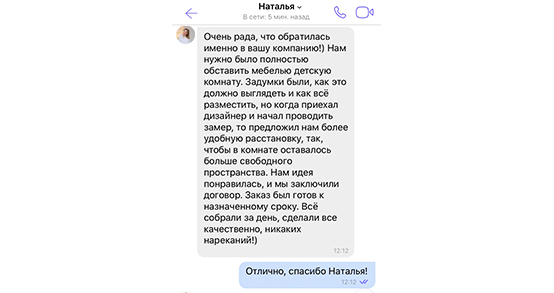 Наталья
В сети: 5 мин. назад
Очень рада, что обратилась
именно в вашу компанию!) Нам
нужно было полностью
обставить мебелью детскую
комнату. Задумки были, как это
должно выглядеть и как всё
разместить, но когда приехал
дизайнер и начал проводить
замер, то предложил нам более
удобную расстановку, так,
чтобы в комнате оставалось
больше свободного
пространства. Нам идея
понравилась, и мы заключили
договор. Заказ был готов к
назначенному сроку. Всё
собрали за день, сделали все
качественно, никаких
нареканий!)
12:12
Отлично, спасибо Наталья!
12:12